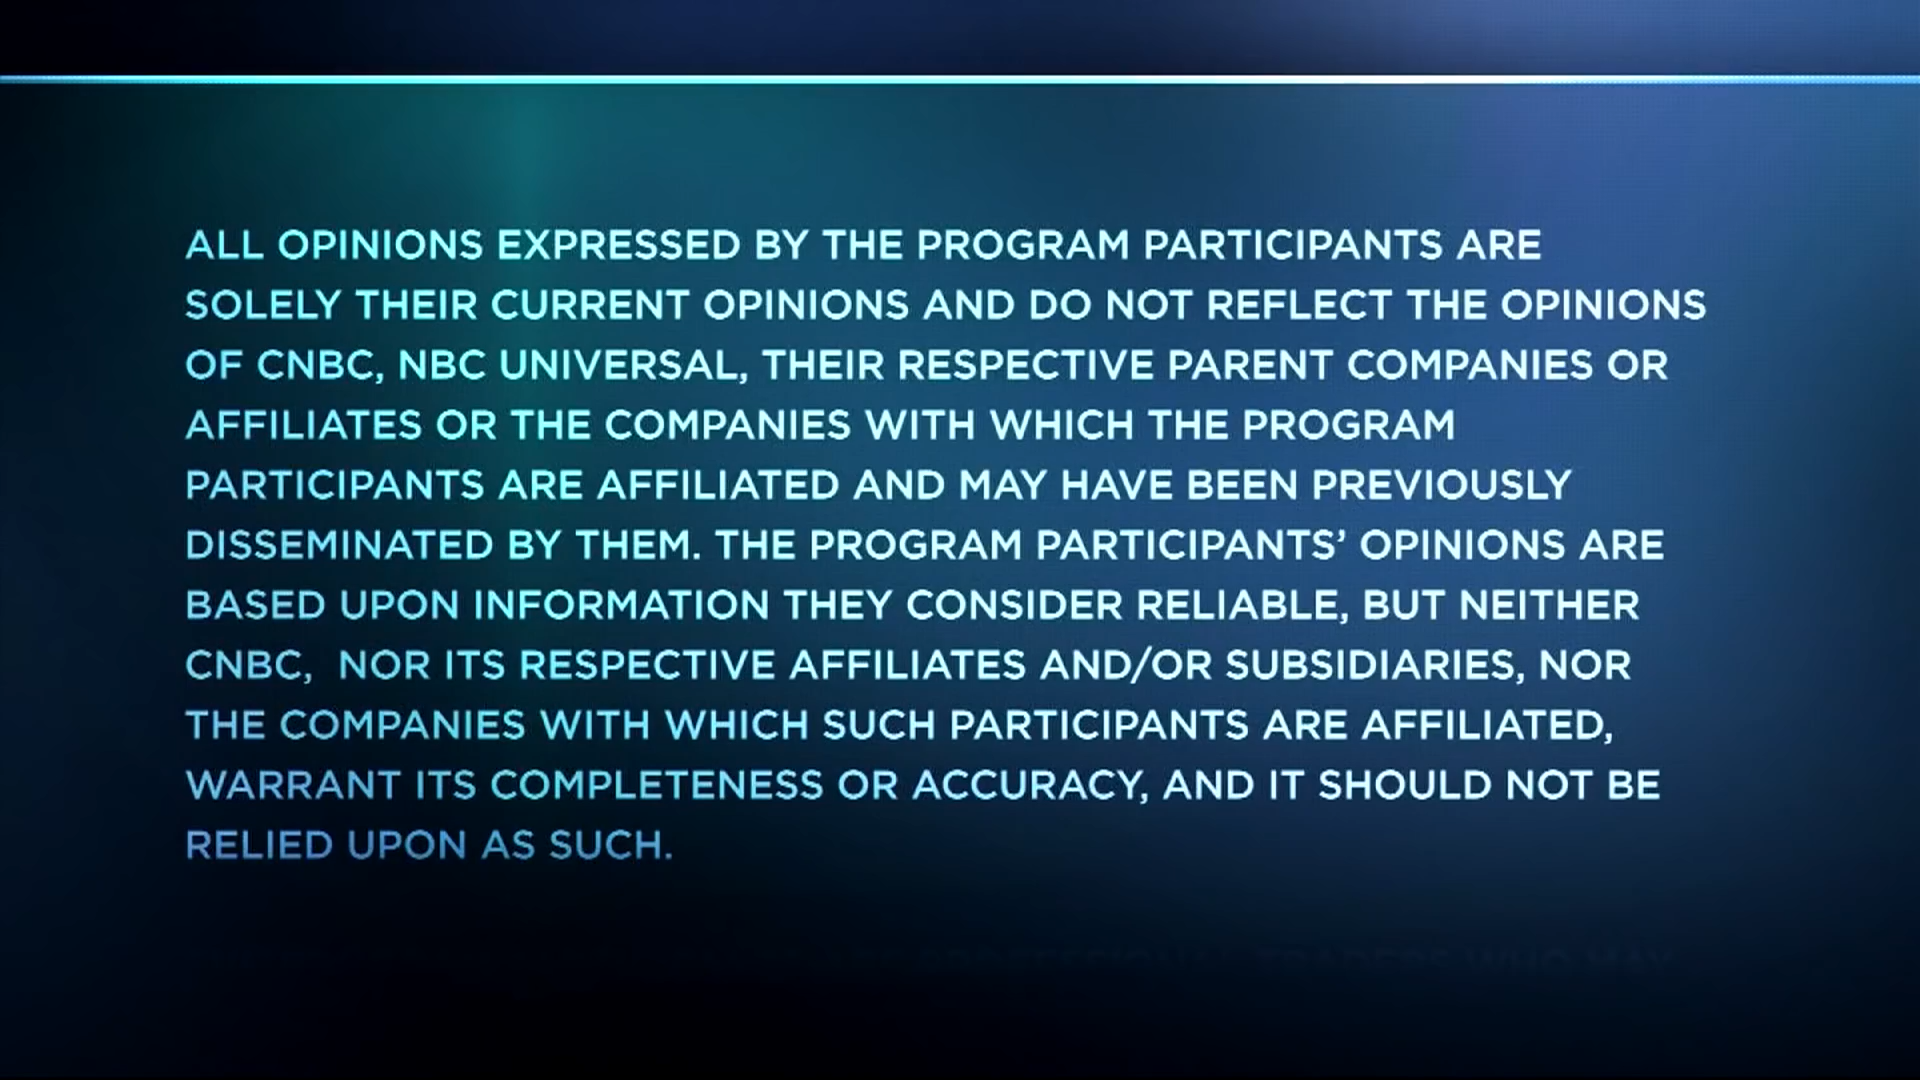 ALL OPINIONS EXPRESSED BY THE PROGRAM PARTICIPANTS ARE
SOLELY THEIR CURRENT OPINIONS AND DO NOT REFLECT THE OPINIONS
OF CNBC, NBC UNIVERSAL, THEIR RESPECTIVE PARENT COMPANIES OR
AFFILIATES OR THE COMPANIES WITH WHICH THE PROGRAM
PARTICIPANTS ARE AFFILIATED AND MAY HAVE BEEN PREVIOUSLY
DISSEMINATED BY THEM. THE PROGRAM PARTICIPANTS’ OPINIONS ARE
BASED UPON INFORMATION THEY CONSIDER RELIABLE, BUT NEITHER
CNBC,  NOR ITS RESPECTIVE AFFILIATES AND/OR SUBSIDIARIES, NOR
THE COMPANIES WITH WHICH SUCH PARTICIPANTS ARE AFFILIATED,
WARRANT ITS COMPLETENESS OR ACCURACY, AND IT SHOULD NOT BE
RELIED UPON AS SUCH.
TRADERS WHO MAY